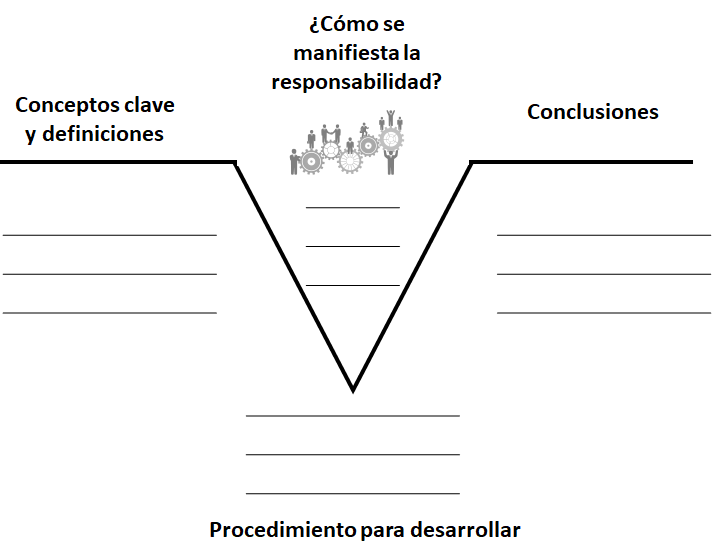 ¿Cómo se
manifiesta la
responsabilidad?
Conceptos clave
y definiciones
Conclusiones
Procedimiento para desarrollar